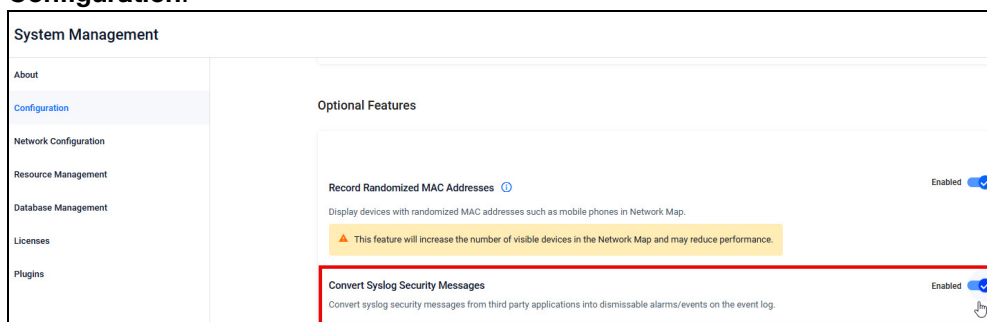 Configuration.
System Management
About
Configuration
Network Configuration
Resource Management
Database Management
Licenses
Plugins
Optional Features
Record Randomized MAC Addresses
Enabled
Display devices with randomized MAC addresses such as mobile phones in Network Map.
This feature will increase the number of visible devices in the Network Map and may reduce performance.
Convert Syslog Security Messages
Enabled
Convert syslog security messages from third party applications into dismissable alarms/events on the event log.